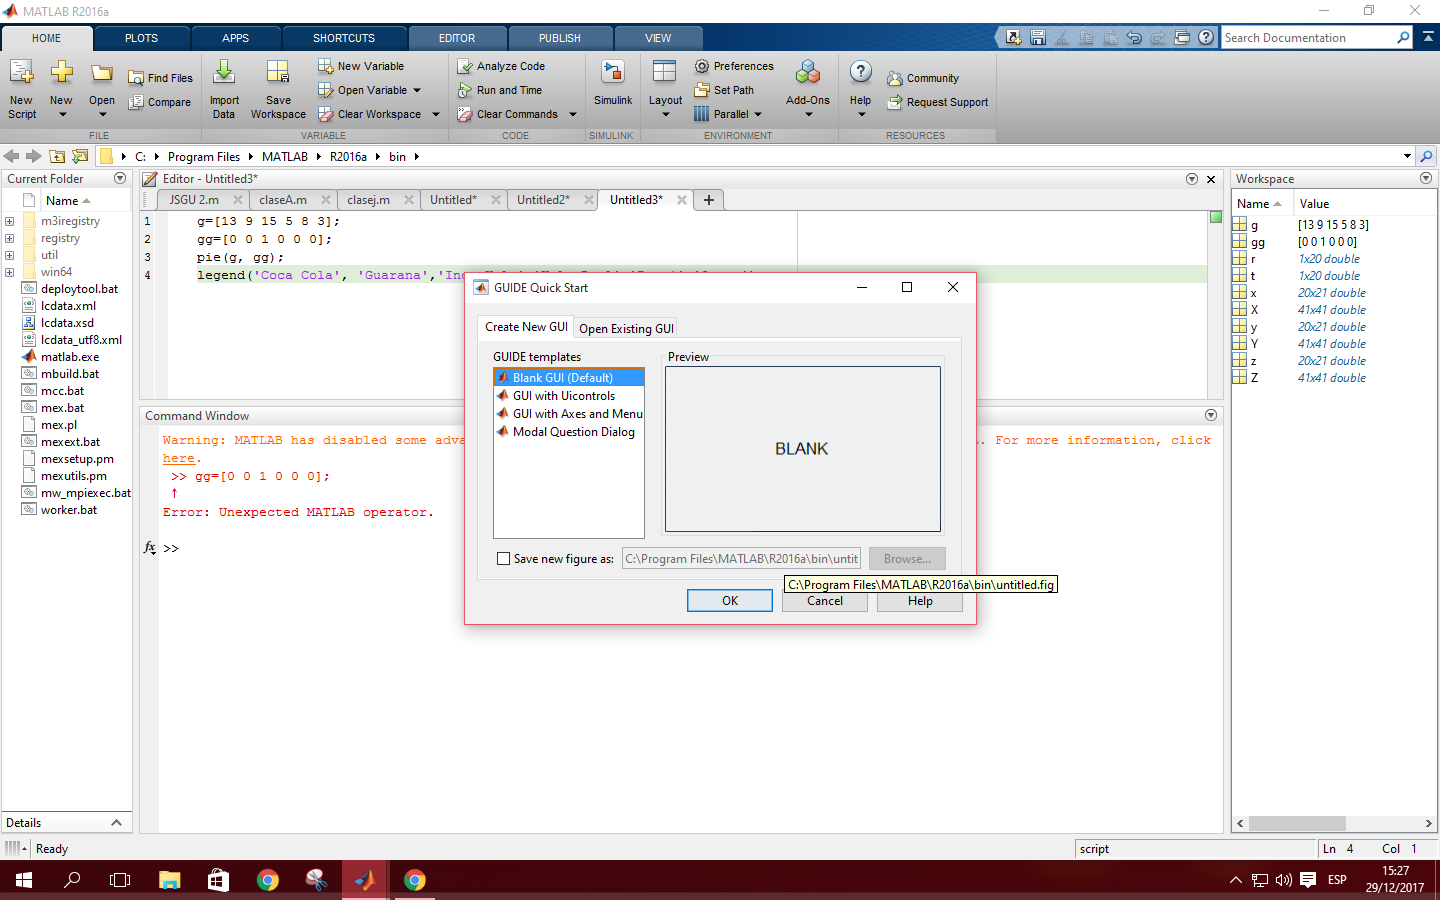 MATLAB R2016a
HOME PLOTS APPS SHORTCUTS EDITOR PUBLISH VIEW
Search Documentation
New Script
New
Open
Find Files
Compare
FILE
Import Data
Save Workspace
New Variable
Open Variable
Clear Workspace
VARIABLE
Analyze Code
Run and Time
Clear Commands
CODE
Simulink
SIMULINK
Layout
Preferences
Set Path
Parallel
ENVIRONMENT
Add-Ons
Help
Community
Request Support
RESOURCES
C: Program Files MATLAB R2016a bin
Current Folder
Name
m3iregistry
registry
util
win64
deploytool.bat
lcdata.xml
lcdata.xsd
lcdata_utf8.xml
matlab.exe
mbuild.bat
mcc.bat
mex.bat
mex.pl
mexext.bat
mexsetup.pm
mexutils.pm
mw_mpiexec.bat
worker.bat
Details
Editor - Untitled3*
JSGU 2.m claseA.m clasej.m Untitled* Untitled2* Untitled3*
1 g=[13 9 15 5 8 3];
2 gg=[0 0 1 0 0 0];
3 pie(g, gg);
4 legend('Coca Cola', 'Guarana',
Command Window
Warning: MATLAB has disabled some . For more information, click
here.
>> gg=[0 0 1 0 0 0];
↑
Error: Unexpected MATLAB operator.
fx >>
GUIDE Quick Start
Create New GUI Open Existing GUI
GUIDE templates
Blank GUI (Default)
GUI with Uicontrols
GUI with Axes and Menu
Modal Question Dialog
Preview
BLANK
Save new figure as: C:\Program Files\MATLAB\R2016a\bin\untit Browse...
C:\Program Files\MATLAB\R2016a\bin\untitled.fig
OK Cancel Help
Workspace
Name Value
g [13 9 15 5 8 3]
gg [0 0 1 0 0 0]
r 1x20 double
t 1x20 double
x 20x21 double
X 41x41 double
y 20x21 double
Y 41x41 double
z 20x21 double
Z 41x41 double
Ready
script
Ln 4 Col 1
ESP
15:27
29/12/2017